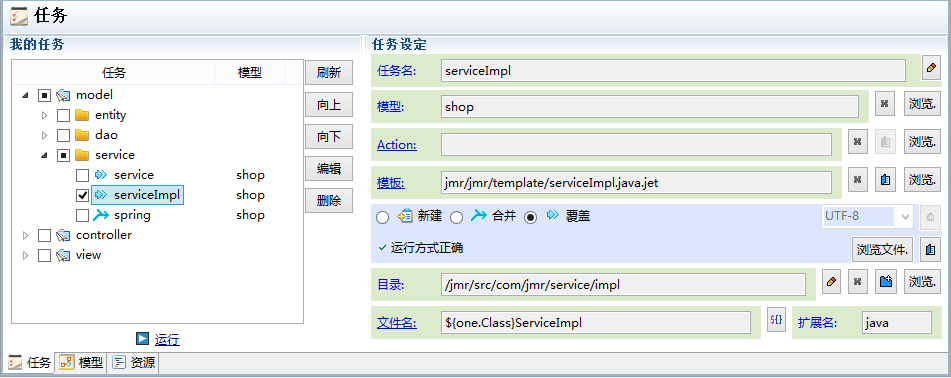 任务
我的任务
任务 模型
model
entity
dao
service
service shop
serviceImpl shop
spring shop
controller
view
刷新
向上
向下
编辑
删除
运行
任务设定
任务名: serviceImpl
模型: shop 浏览.
Action: 浏览.
模板: jmr/jmr/template/serviceImpl.java.jet 浏览.
新建 合并 覆盖 UTF-8
运行方式正确 浏览文件.
目录: /jmr/src/com/jmr/service/impl 浏览.
文件名: ${one.Class}ServiceImpl ${} 扩展名: java
任务 模型 资源